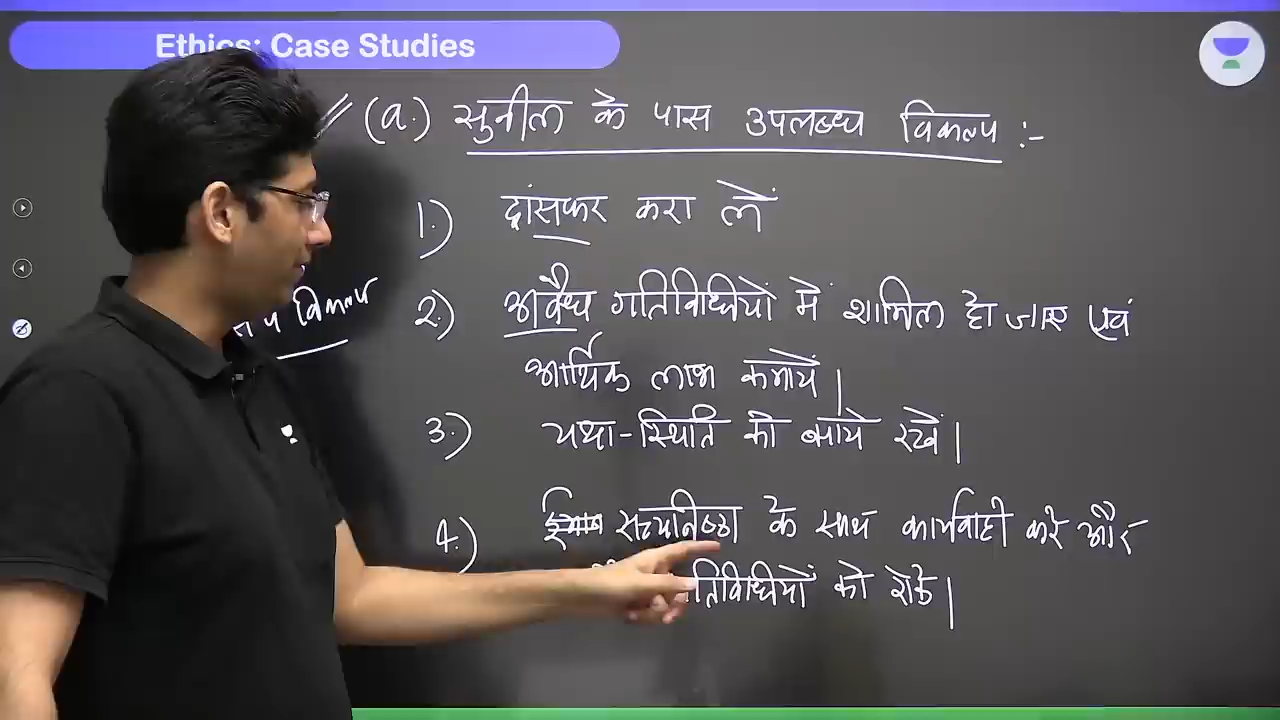 Ethics: Case Studies
(a.) सुनील के पास उपलब्ध विकल्प :-
1.) ट्रांसफर करा लें
विकल्प
2.) अवैध गतिविधियों में शामिल हो जाए एवं
आर्थिक लाभ कमायें।
3.) यथा-स्थिति को बनाये रखें।
4.) सत्यनिष्ठा के साथ कार्यवाही करे और
गतिविधियों को रोके।